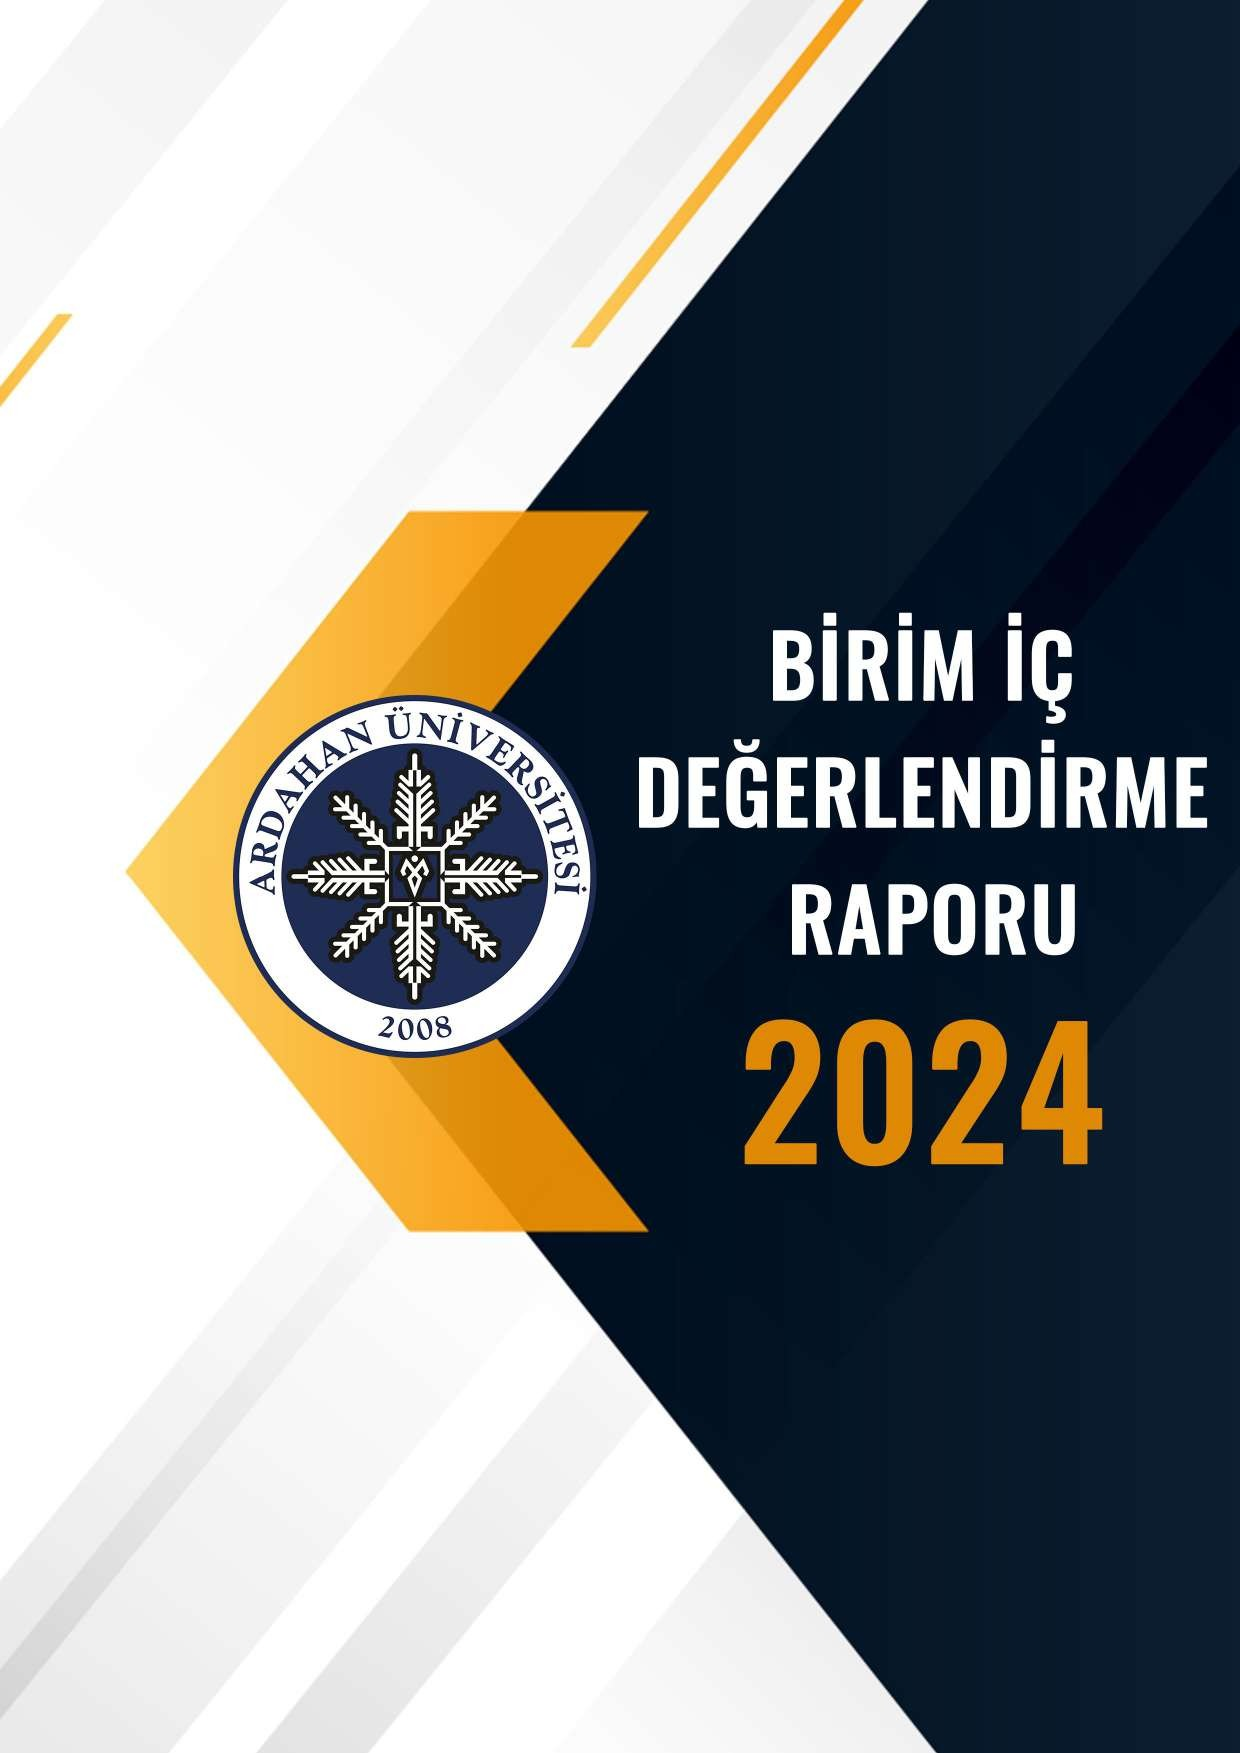 BİRİM İÇ
DEĞERLENDİRME
RAPORU
2024
ARDAHAN ÜNİVERSİTESİ
2008